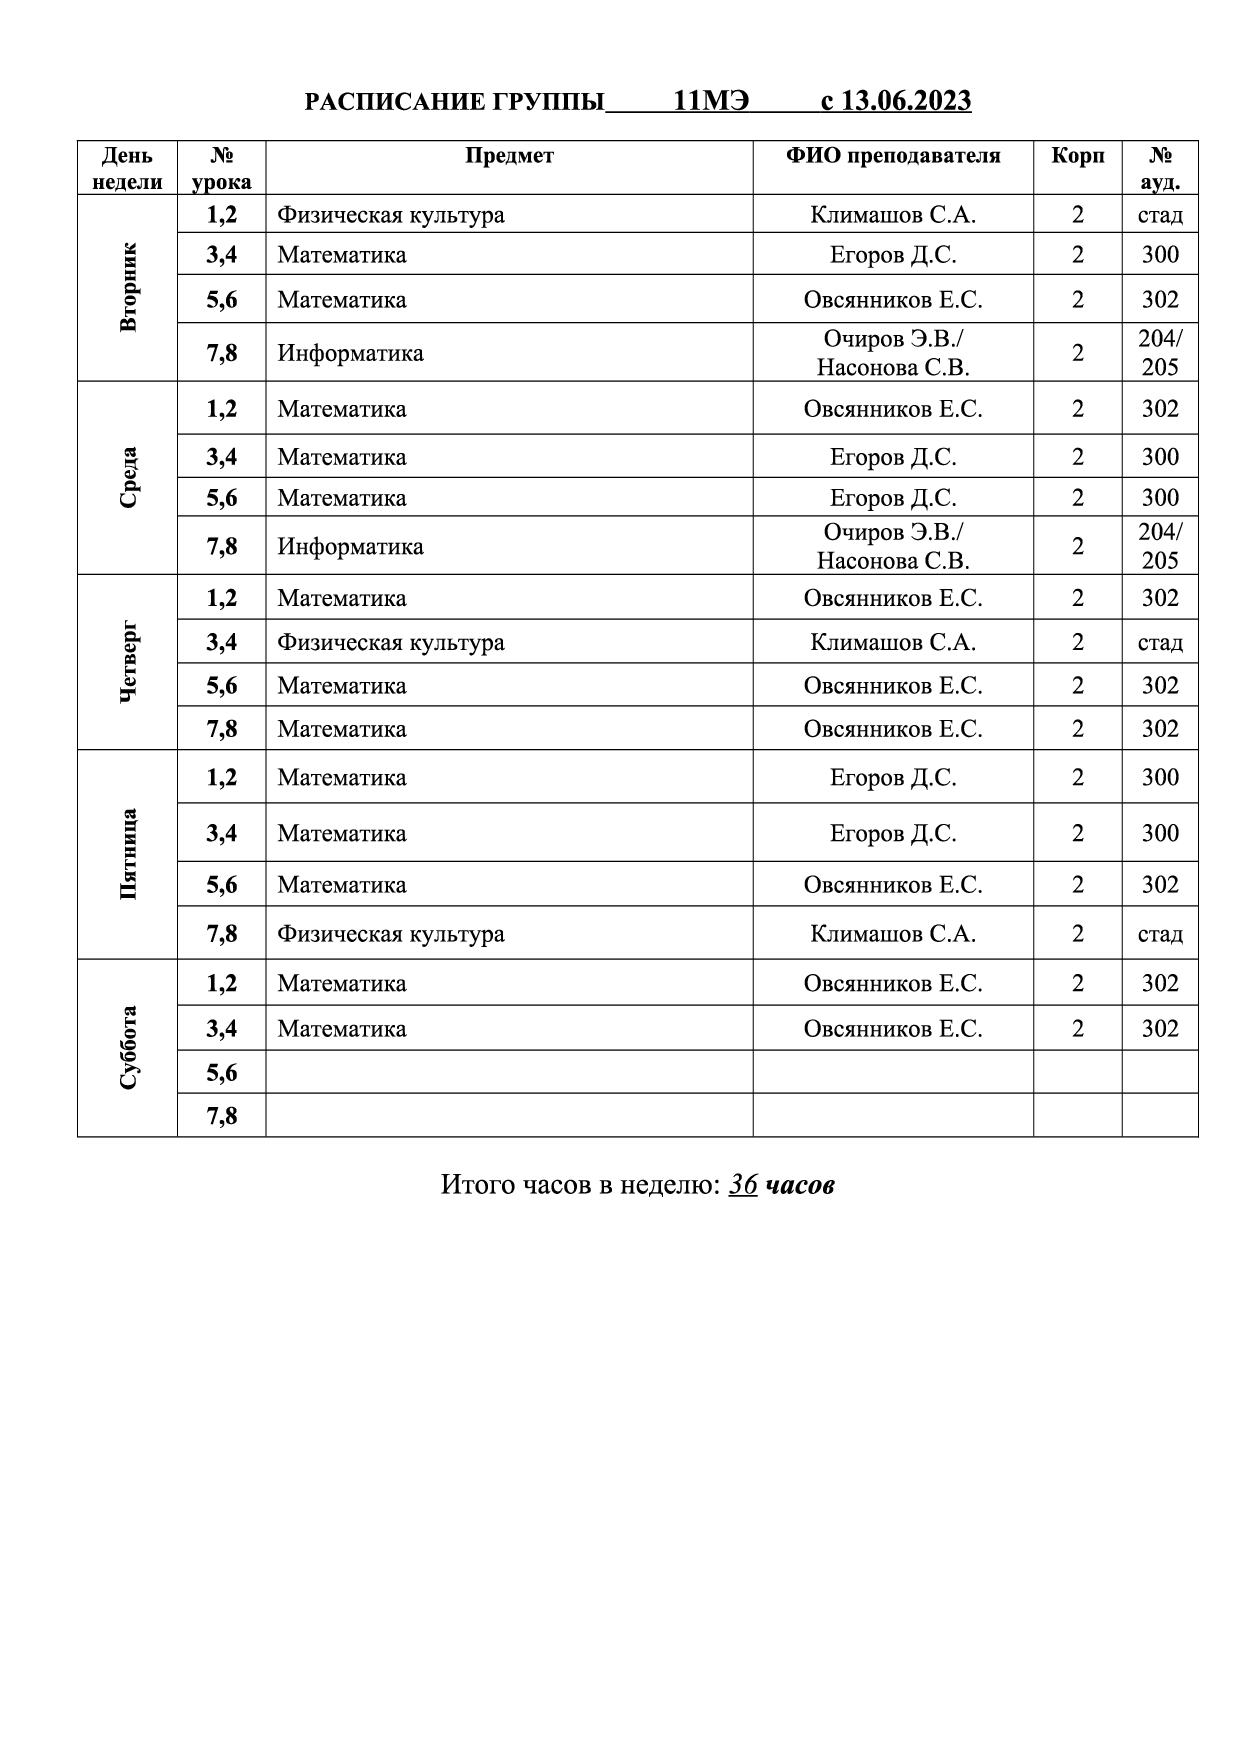 РАСПИСАНИЕ ГРУППЫ 11МЭ с 13.06.2023
День недели № урока Предмет ФИО преподавателя Корп № ауд.
Вторник
1,2 Физическая культура Климашов С.А. 2 стад
3,4 Математика Егоров Д.С. 2 300
5,6 Математика Овсянников Е.С. 2 302
7,8 Информатика Очиров Э.В./ Насонова С.В. 2 204/ 205
Среда
1,2 Математика Овсянников Е.С. 2 302
3,4 Математика Егоров Д.С. 2 300
5,6 Математика Егоров Д.С. 2 300
7,8 Информатика Очиров Э.В./ Насонова С.В. 2 204/ 205
Четверг
1,2 Математика Овсянников Е.С. 2 302
3,4 Физическая культура Климашов С.А. 2 стад
5,6 Математика Овсянников Е.С. 2 302
7,8 Математика Овсянников Е.С. 2 302
Пятница
1,2 Математика Егоров Д.С. 2 300
3,4 Математика Егоров Д.С. 2 300
5,6 Математика Овсянников Е.С. 2 302
7,8 Физическая культура Климашов С.А. 2 стад
Суббота
1,2 Математика Овсянников Е.С. 2 302
3,4 Математика Овсянников Е.С. 2 302
5,6
7,8
Итого часов в неделю: 36 часов